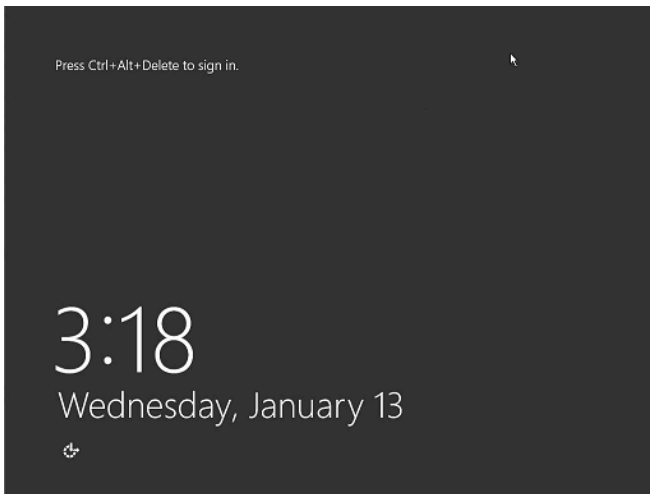 Press Ctrl+Alt+Delete to sign in.
3:18
Wednesday, January 13